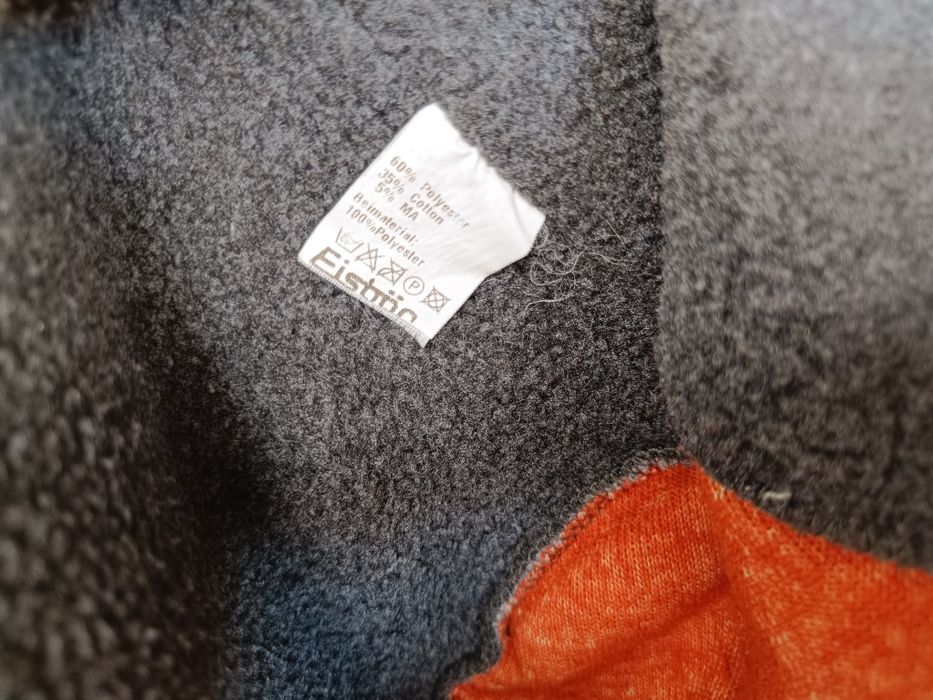 60% Polyester
35% Cotton
5% MA
Beimaterial:
100%Polyester
P